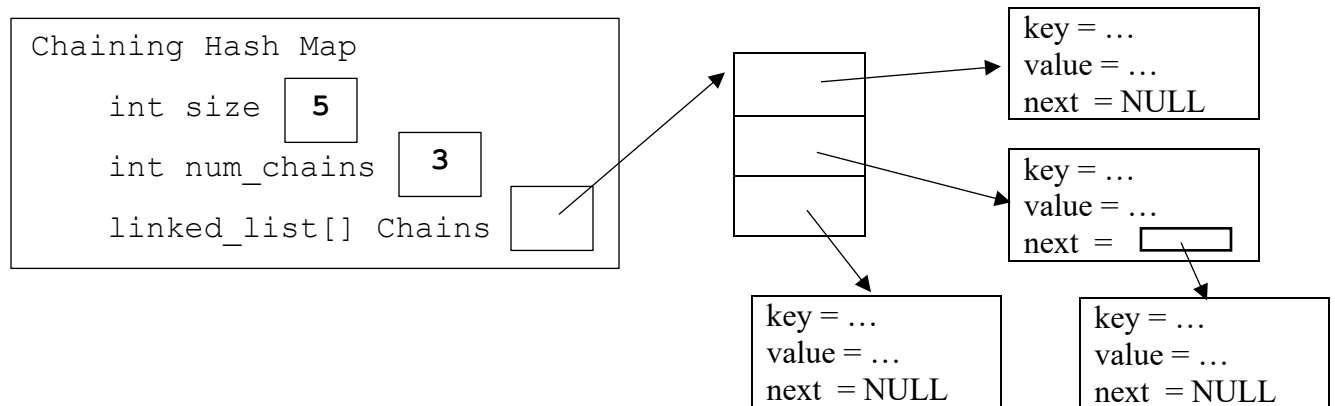 Chaining Hash Map
int size 5
int num_chains 3
linked_list[] Chains
key = …
value = …
next = NULL
key = …
value = …
next =
key = …
value = …
next = NULL
key = …
value = …
next = NULL